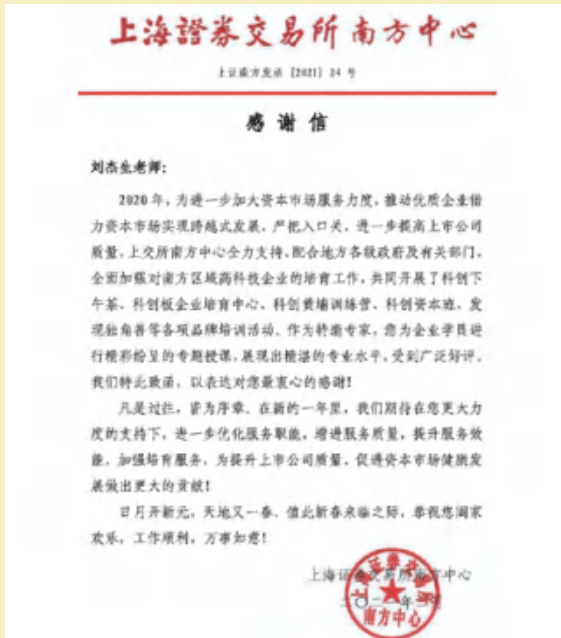 上海證券交易所南方中心
上证南方发函〔2021〕24 号
感谢信
刘杰生老师：
2020 年，为进一步加大资本市场服务力度，推动优质企业借
力资本市场实现跨越式发展，严把入口关，进一步提高上市公司
质量，上交所南方中心全力支持、配合地方各级政府及有关部门，
全面加强对南方区域高科技企业的培育工作，共同开展了科创下
午茶、科创板企业培育中心、科创黄埔训练营、科创资本班、发
现独角兽等各项品牌培训活动。作为特邀专家，您为企业学员进
行精彩纷呈的专题授课，展现出精湛的专业水平，受到广泛好评。
我们特此致函，以表达对您最衷心的感谢！
凡是过往，皆为序章。在新的一年里，我们期待在您更大力
度的支持下，进一步优化服务职能，增进服务质量，提升服务效
能，加强培育服务，为提升上市公司质量、促进资本市场健康发
展做出更大的贡献！
日月开新元，天地又一春。值此新春来临之际，恭祝您阖家
欢乐，工作顺利，万事如意！
上海证券交易所南方中心
二〇二一年二月
上海证券交易所
南方中心